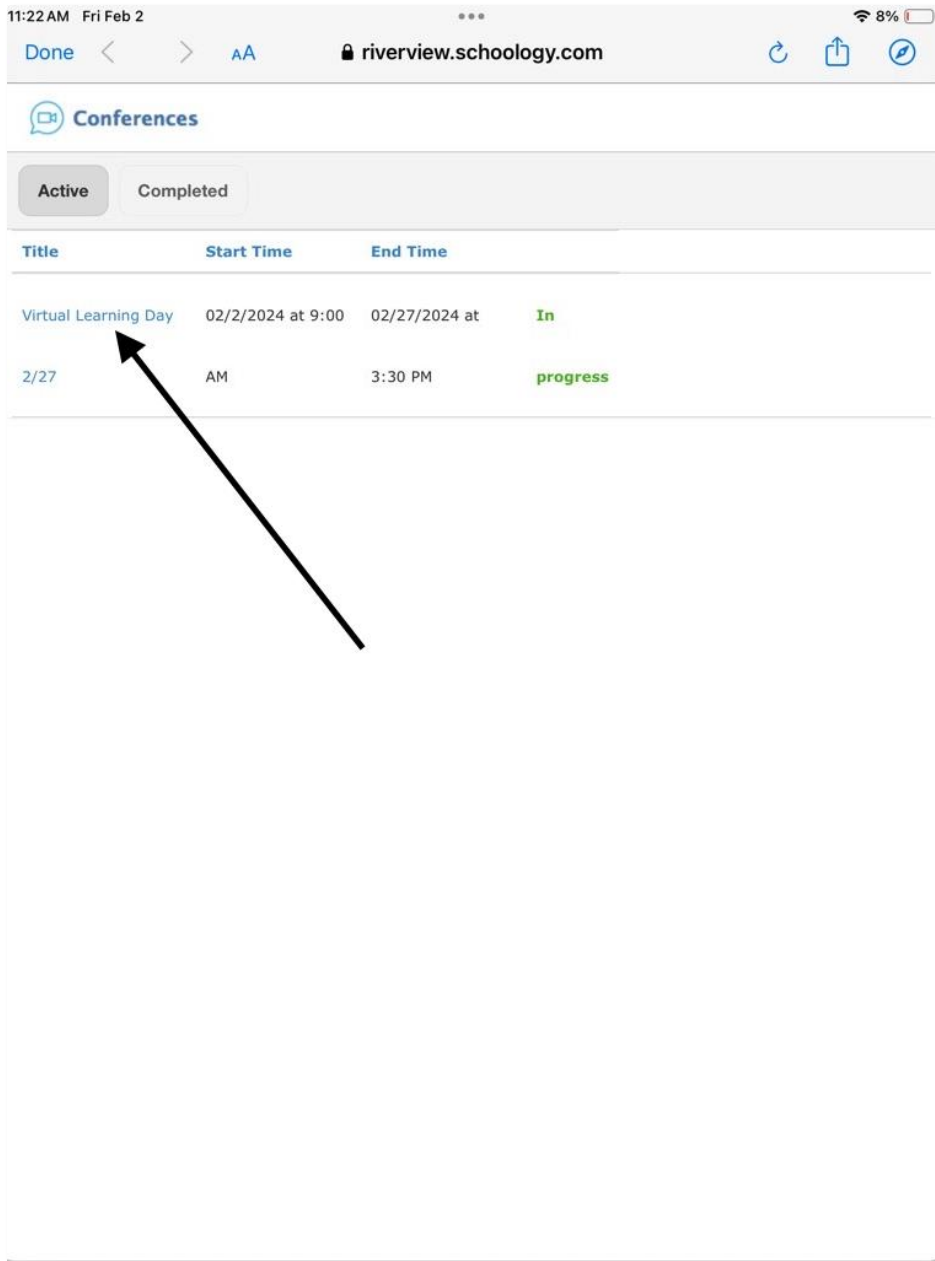 11:22 AM Fri Feb 2 8%
Done AA riverview.schoology.com
Conferences
Active Completed
Title Start Time End Time
Virtual Learning Day 02/2/2024 at 9:00 02/27/2024 at In
2/27 AM 3:30 PM progress